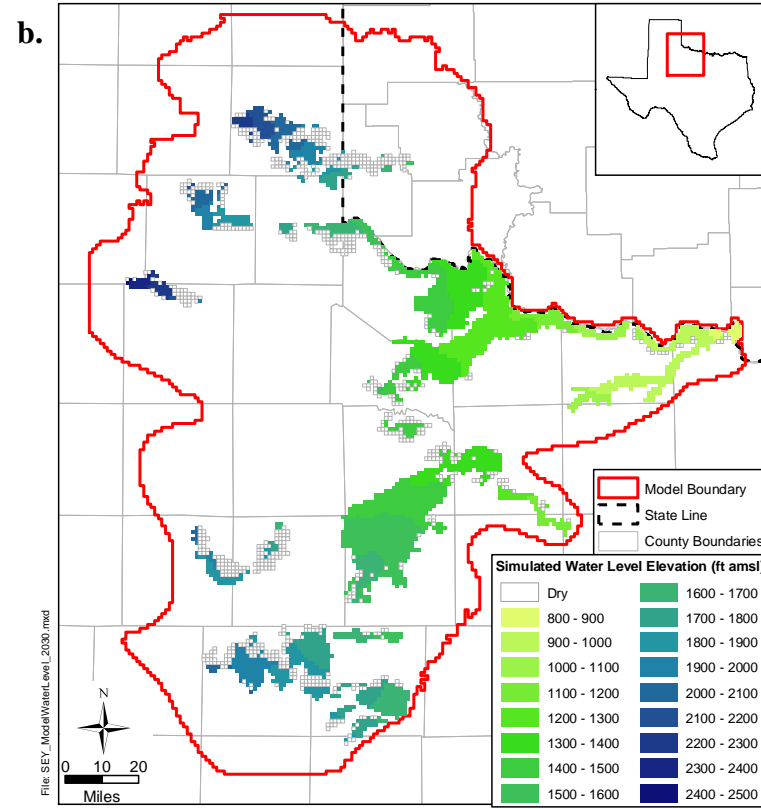 b.
Model Boundary
State Line
County Boundaries
Simulated Water Level Elevation (ft amsl)
Dry
800 - 900
900 - 1000
1000 - 1100
1100 - 1200
1200 - 1300
1300 - 1400
1400 - 1500
1500 - 1600
1600 - 1700
1700 - 1800
1800 - 1900
1900 - 2000
2000 - 2100
2100 - 2200
2200 - 2300
2300 - 2400
2400 - 2500
File: SEY_ModelWaterLevel_2030.mxd
N
0 10 20
Miles